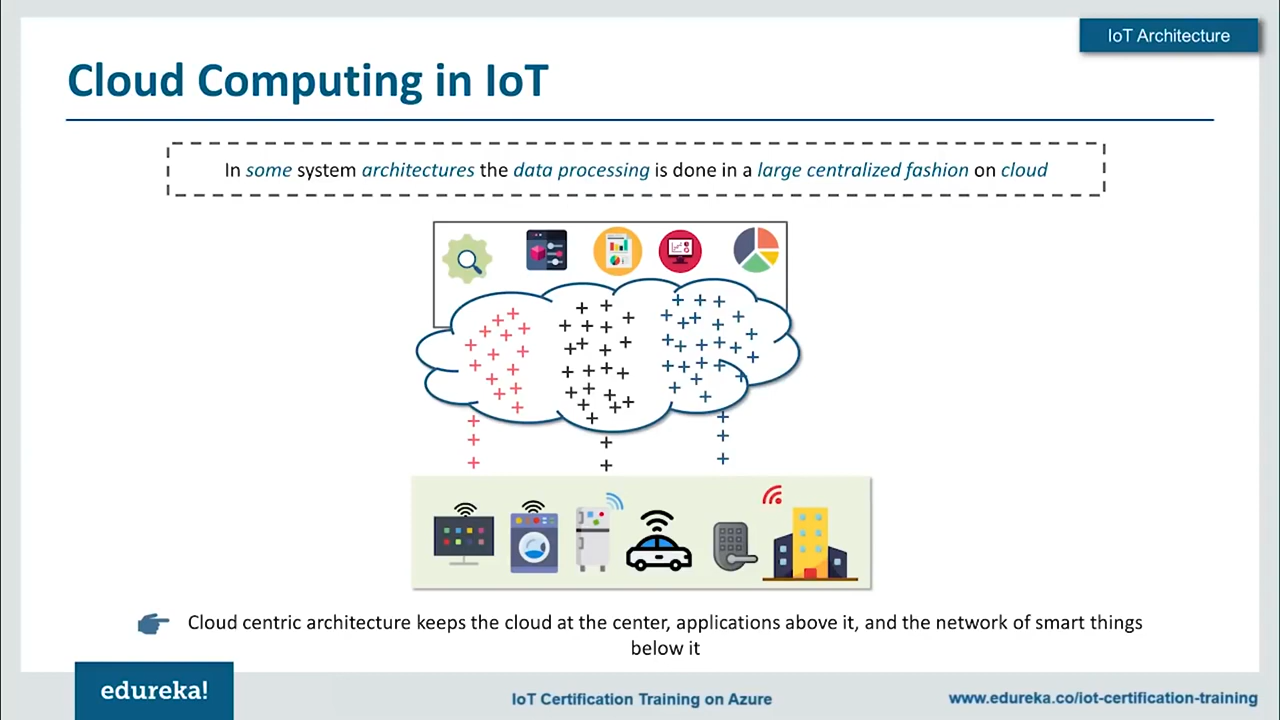 IoT Architecture
Cloud Computing in IoT
In some system architectures the data processing is done in a large centralized fashion on cloud
Cloud centric architecture keeps the cloud at the center, applications above it, and the network of smart things
below it
edureka!
IoT Certification Training on Azure
www.edureka.co/iot-certification-training